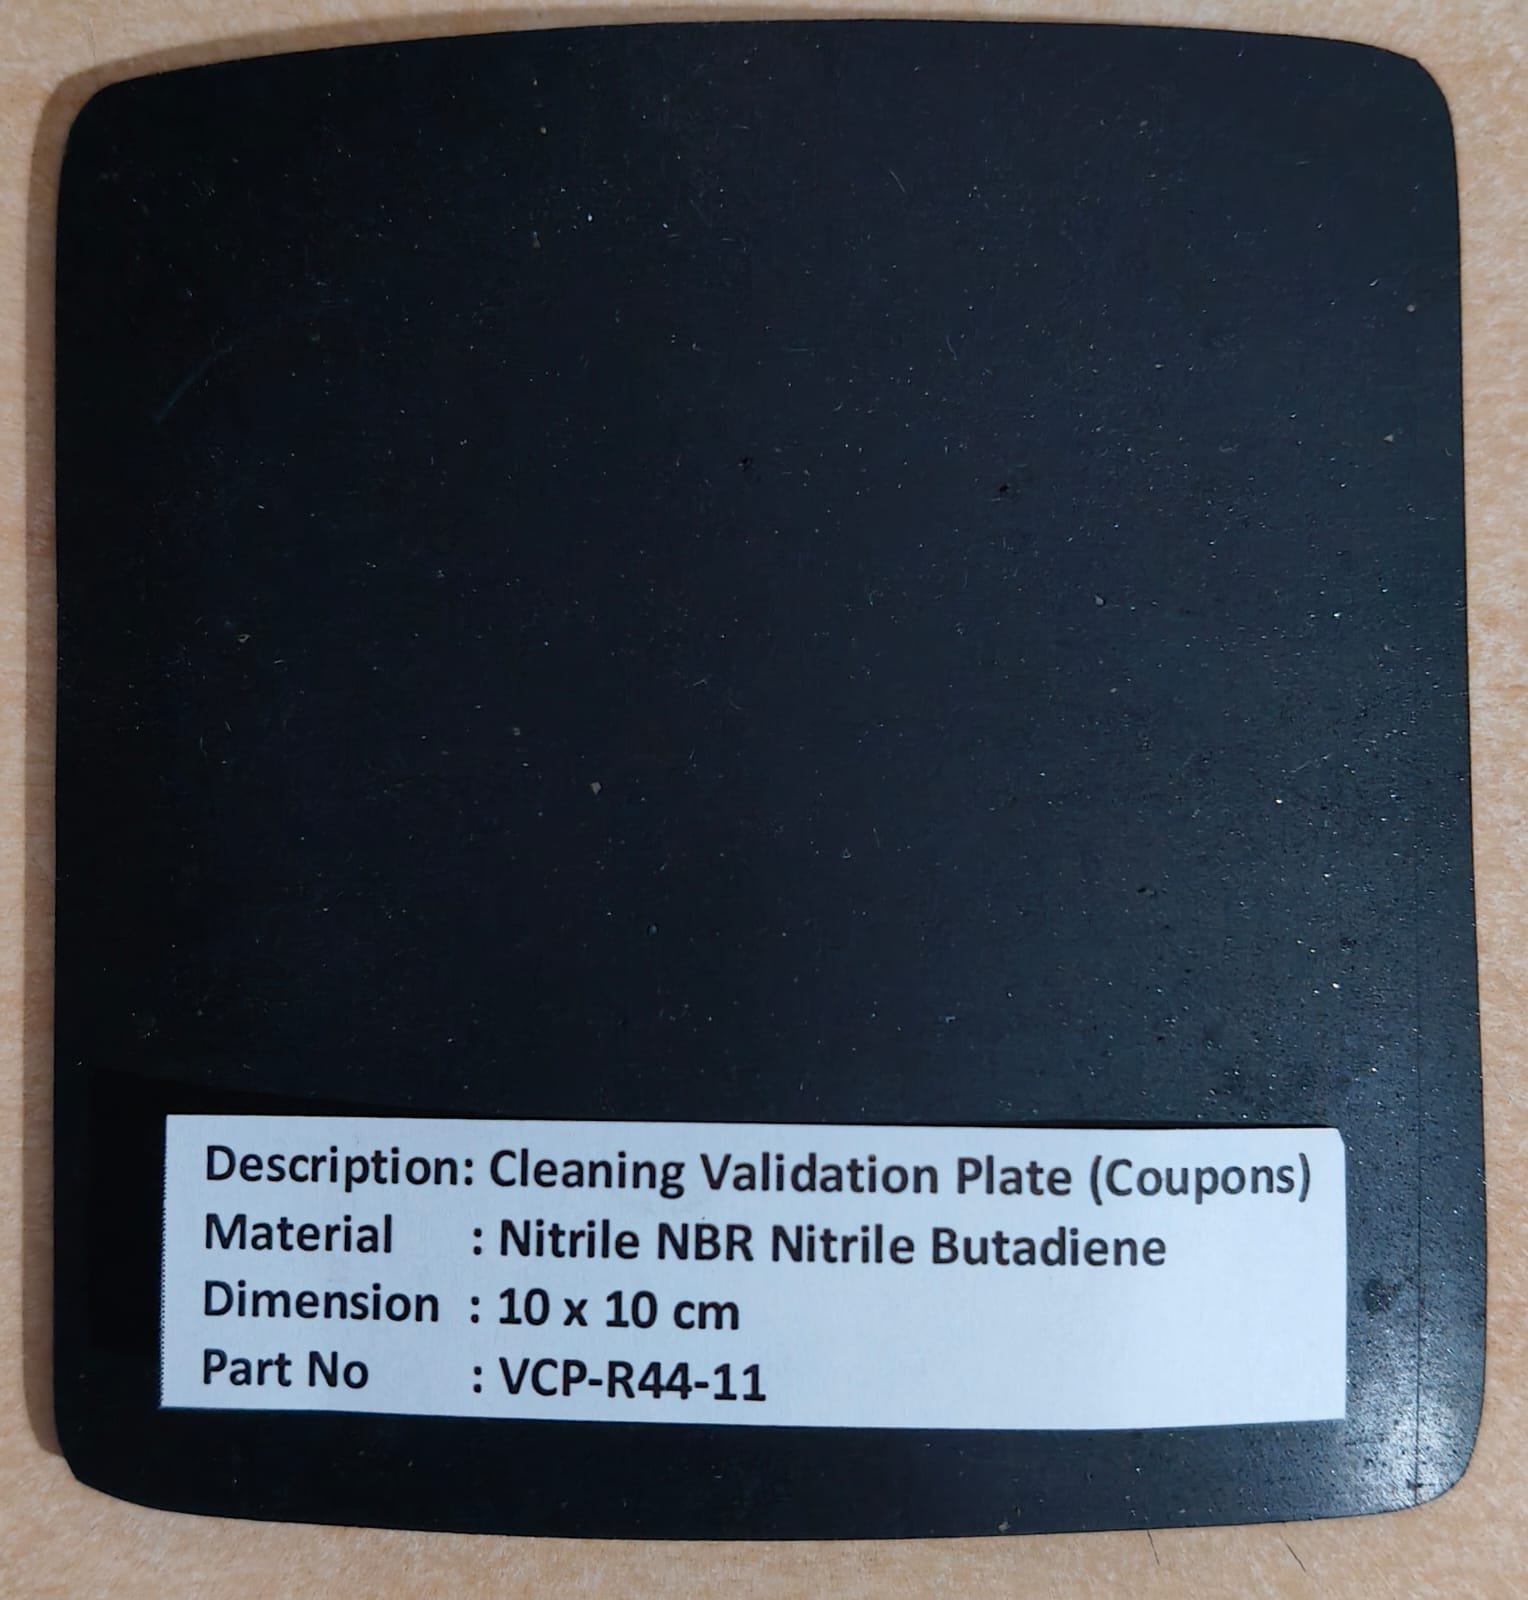 Description: Cleaning Validation Plate (Coupons)
Material : Nitrile NBR Nitrile Butadiene
Dimension : 10 x 10 cm
Part No : VCP-R44-11